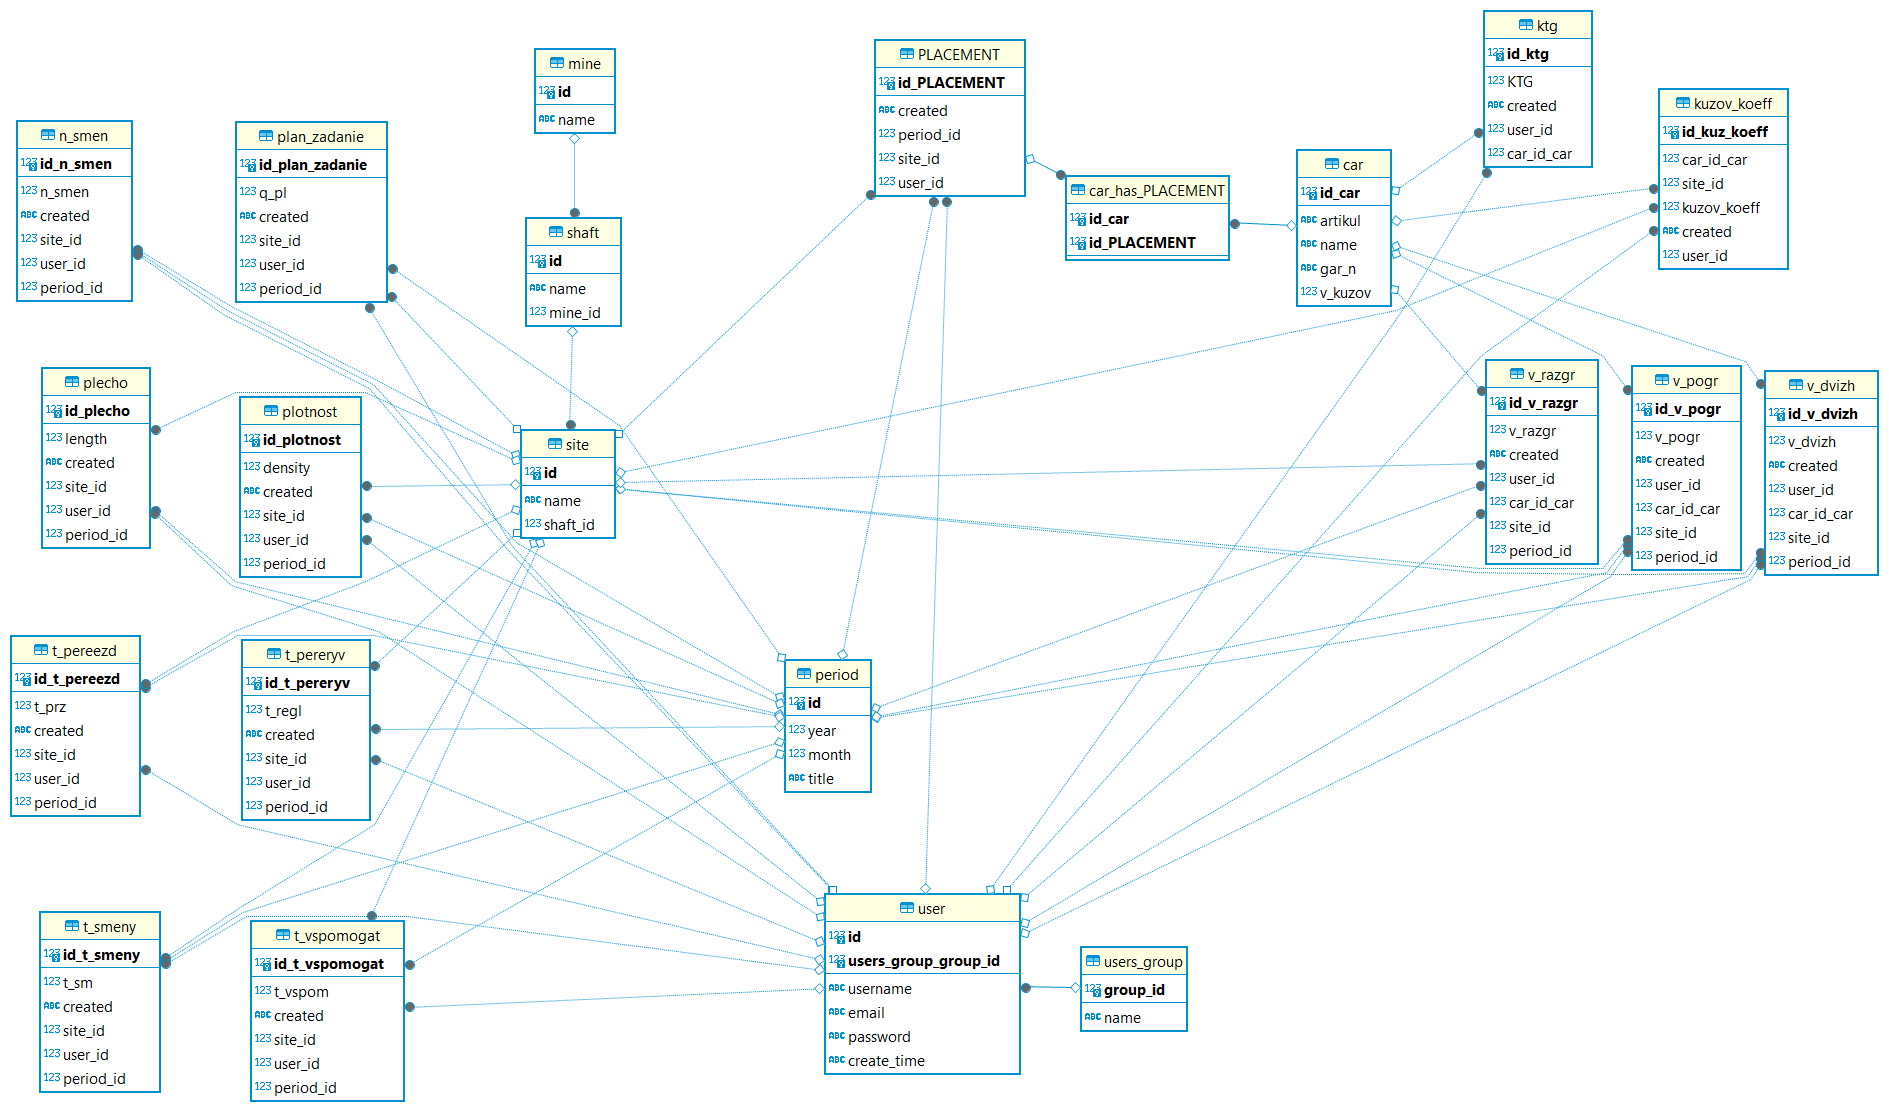 n_smen
123 id_n_smen
123 n_smen
ABC created
123 site_id
123 user_id
123 period_id
plan_zadanie
123 id_plan_zadanie
123 q_pl
ABC created
123 site_id
123 user_id
123 period_id
mine
123 id
ABC name
shaft
123 id
ABC name
123 mine_id
PLACEMENT
123 id_PLACEMENT
ABC created
123 period_id
123 site_id
123 user_id
car_has_PLACEMENT
123 id_car
123 id_PLACEMENT
car
123 id_car
ABC artikul
ABC name
ABC gar_n
123 v_kuzov
ktg
123 id_ktg
123 KTG
ABC created
123 user_id
123 car_id_car
kuzov_koeff
123 id_kuz_koeff
123 car_id_car
123 site_id
123 kuzov_koeff
ABC created
123 user_id
plecho
123 id_plecho
123 length
ABC created
123 site_id
123 user_id
123 period_id
plotnost
123 id_plotnost
123 density
ABC created
123 site_id
123 user_id
123 period_id
site
123 id
ABC name
123 shaft_id
v_razgr
123 id_v_razgr
123 v_razgr
ABC created
123 user_id
123 car_id_car
123 site_id
123 period_id
v_pogr
123 id_v_pogr
123 v_pogr
ABC created
123 user_id
123 car_id_car
123 site_id
123 period_id
v_dvizh
123 id_v_dvizh
123 v_dvizh
ABC created
123 user_id
123 car_id_car
123 site_id
123 period_id
t_pereezd
123 id_t_pereezd
123 t_prz
ABC created
123 site_id
123 user_id
123 period_id
t_pereryv
123 id_t_pereryv
123 t_regl
ABC created
123 site_id
123 user_id
123 period_id
period
123 id
123 year
123 month
ABC title
t_smeny
123 id_t_smeny
123 t_sm
ABC created
123 site_id
123 user_id
123 period_id
t_vspomogat
123 id_t_vspomogat
123 t_vspom
ABC created
123 site_id
123 user_id
123 period_id
user
123 id
123 users_group_group_id
ABC username
ABC email
ABC password
ABC create_time
users_group
123 group_id
ABC name